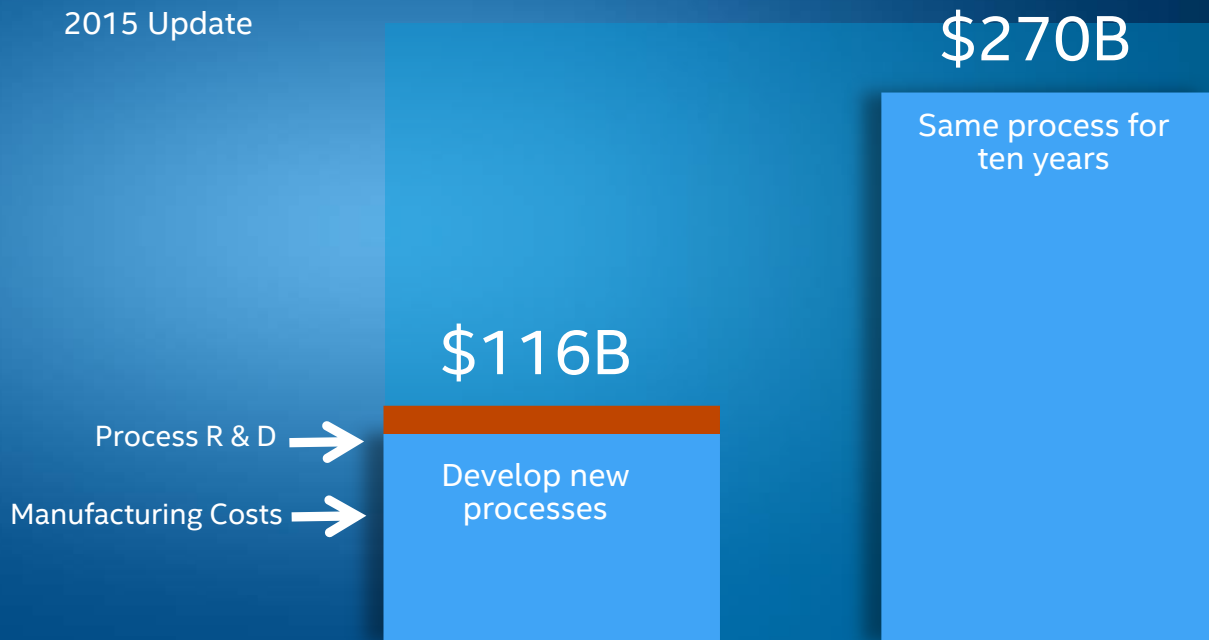 2015 Update
$270B
Same process for
ten years
$116B
Process R & D
Develop new
processes
Manufacturing Costs